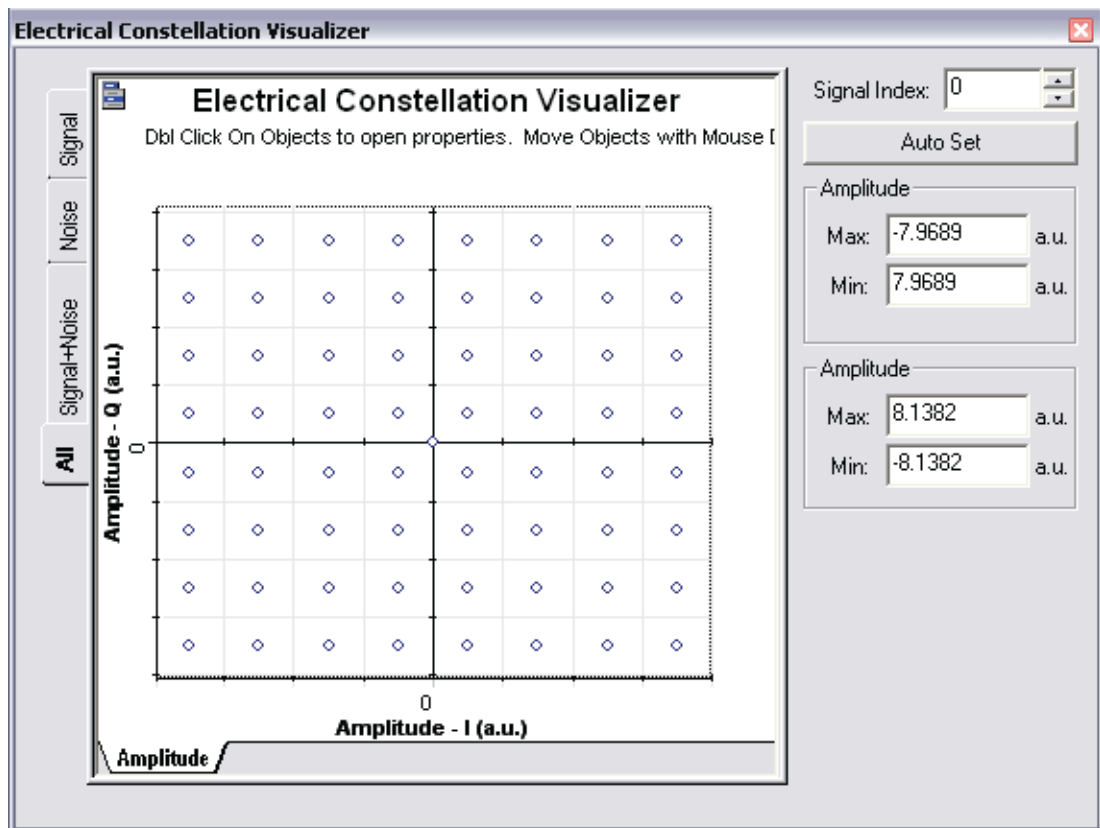 Electrical Constellation Visualizer
Signal
Noise
Signal+Noise
All
Electrical Constellation Visualizer
Dbl Click On Objects to open properties. Move Objects with Mouse D
Amplitude - Q (a.u.)
0
0
Amplitude - I (a.u.)
Amplitude
Signal Index: 0
Auto Set
Amplitude
Max: -7.9689 a.u.
Min: 7.9689 a.u.
Amplitude
Max: 8.1382 a.u.
Min: -8.1382 a.u.